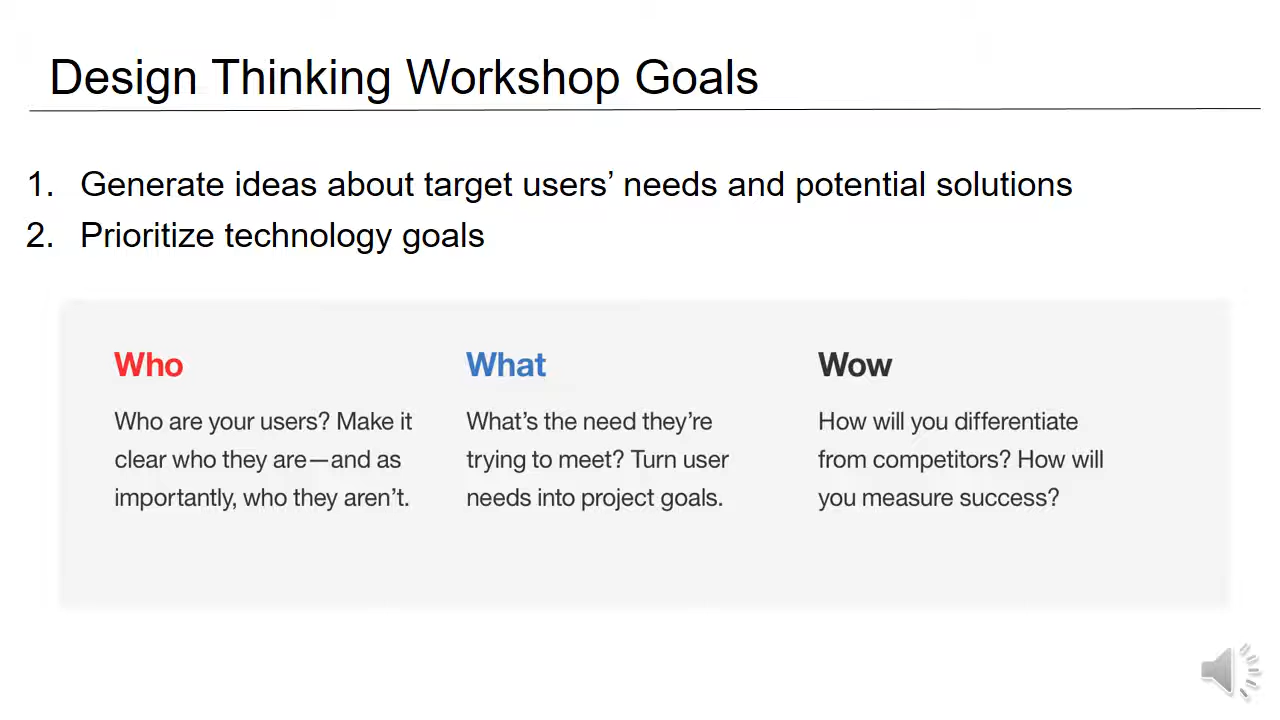 Design Thinking Workshop Goals
1. Generate ideas about target users’ needs and potential solutions
2. Prioritize technology goals
Who
Who are your users? Make it
clear who they are—and as
importantly, who they aren’t.
What
What’s the need they’re
trying to meet? Turn user
needs into project goals.
Wow
How will you differentiate
from competitors? How will
you measure success?